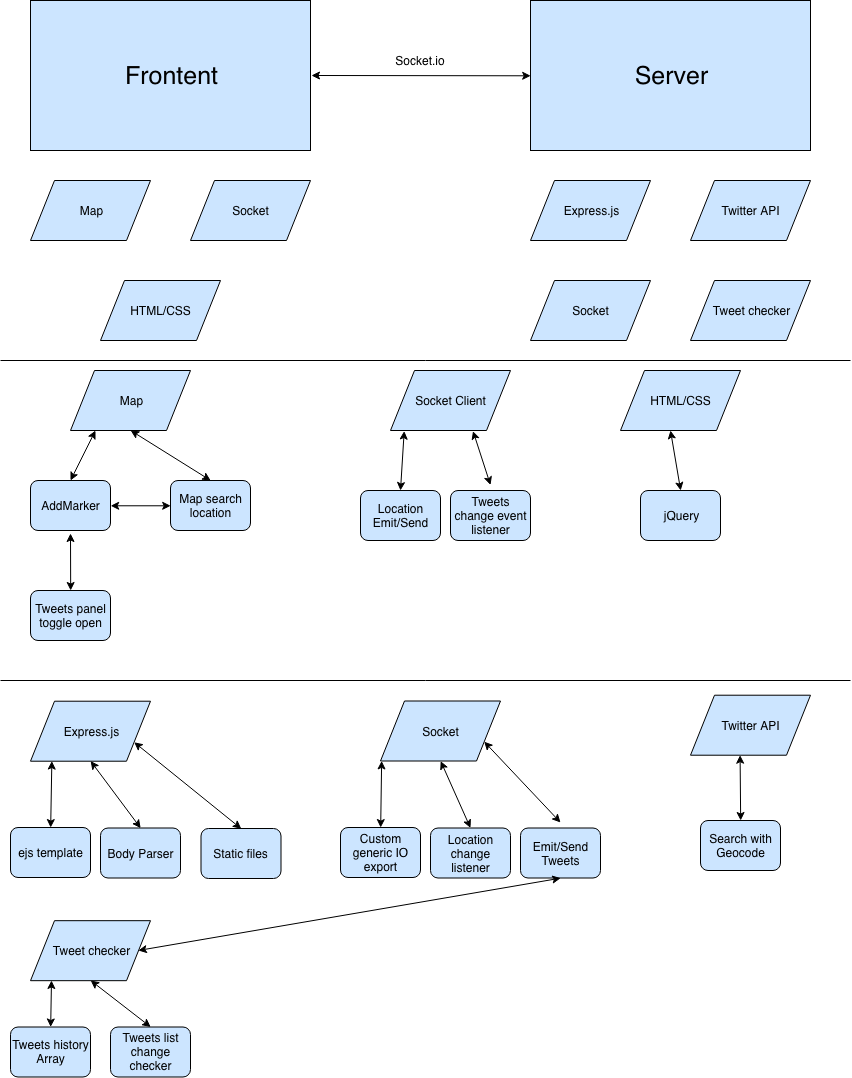 Frontent
Socket.io
Server
Map
Socket
Express.js
Twitter API
HTML/CSS
Socket
Tweet checker
Map
Socket Client
HTML/CSS
AddMarker
Map search
location
Location
Emit/Send
Tweets
change event
listener
jQuery
Tweets panel
toggle open
Express.js
Socket
Twitter API
ejs template
Body Parser
Static files
Custom
generic IO
export
Location
change
listener
Emit/Send
Tweets
Search with
Geocode
Tweet checker
Tweets history
Array
Tweets list
change
checker